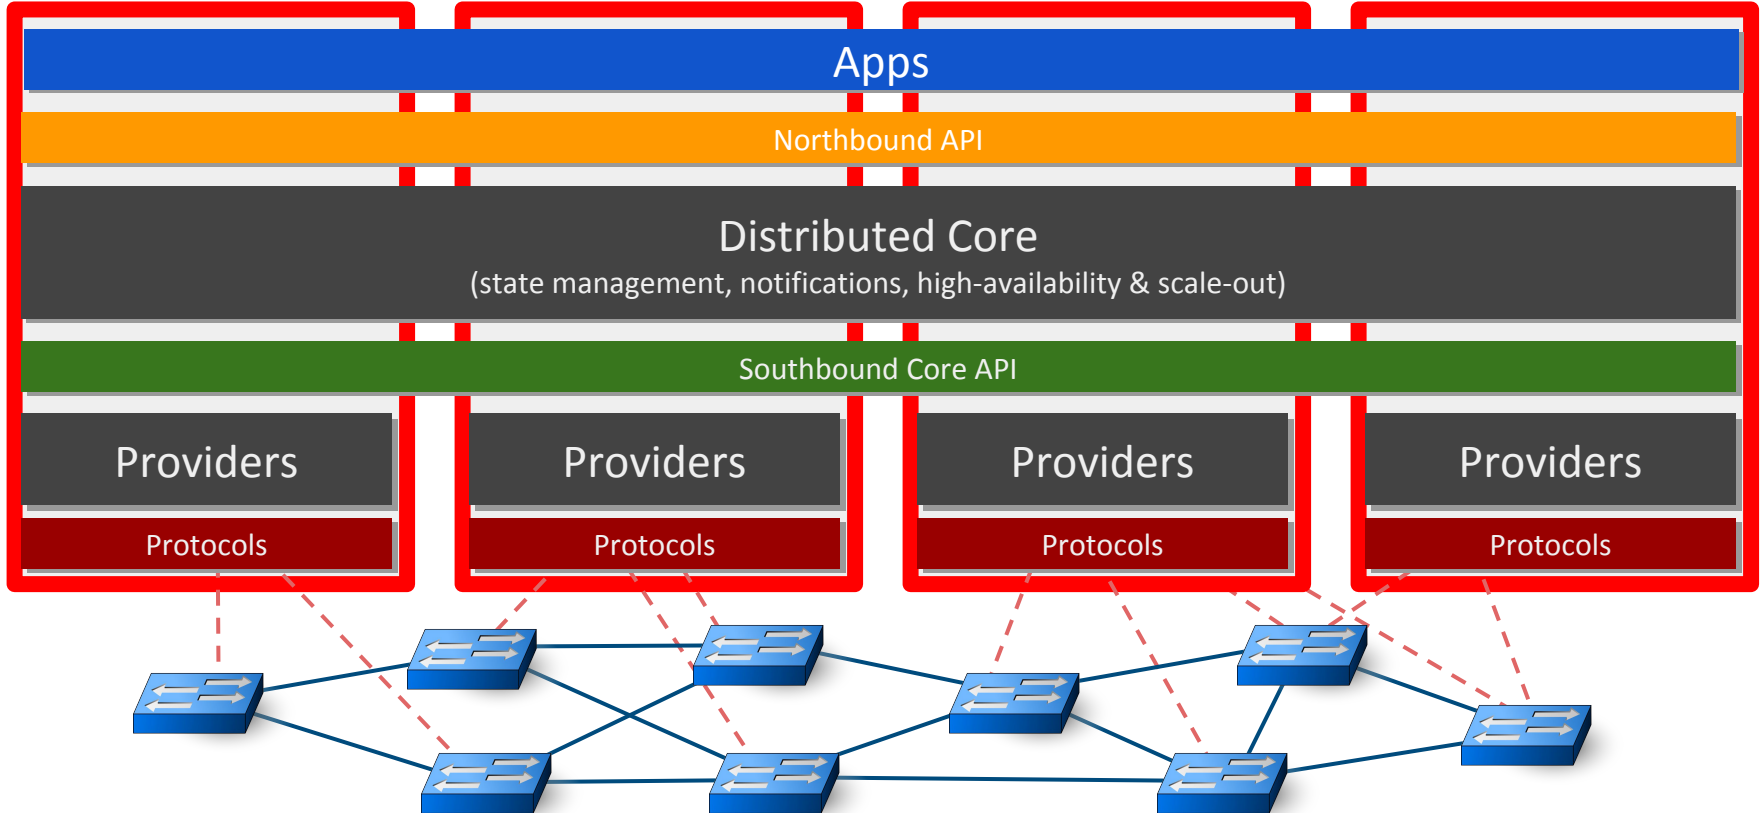 Apps
Northbound API
Distributed Core
(state management, notifications, high-availability & scale-out)
Southbound Core API
Providers
Providers
Providers
Providers
Protocols
Protocols
Protocols
Protocols